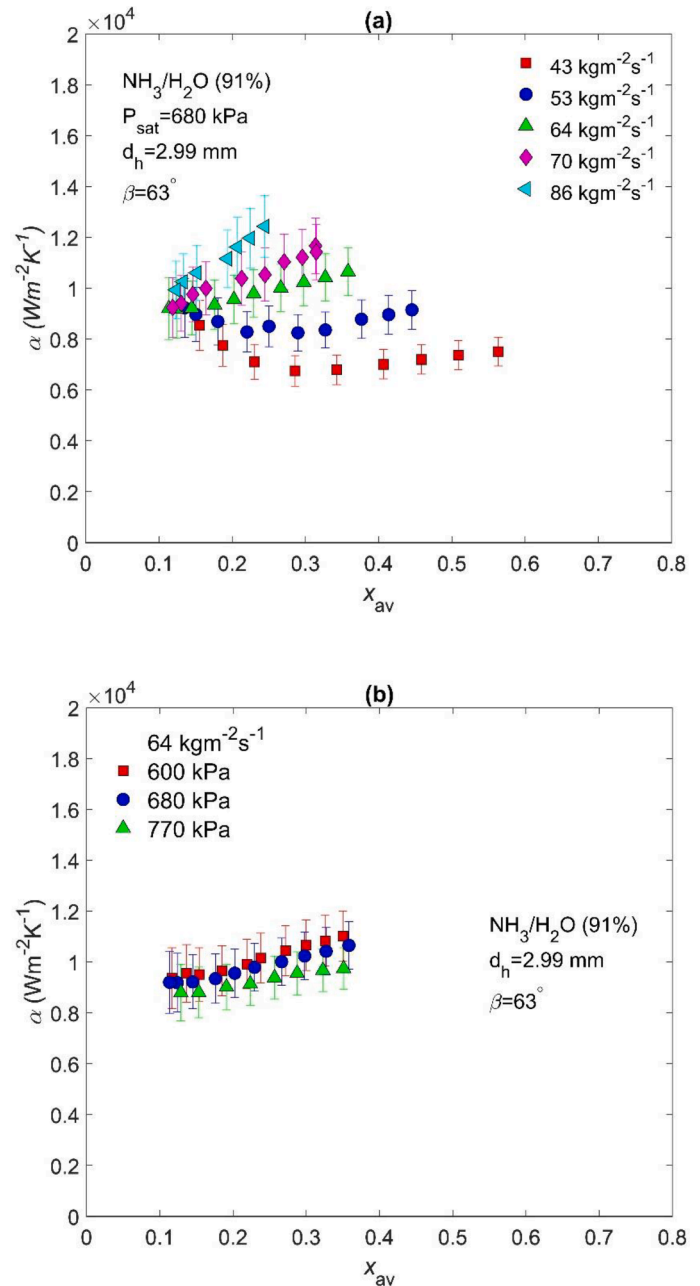 (a)
×10⁴
2
1.8
1.6
1.4
1.2
1
0.8
0.6
0.4
0.2
0
α (Wm⁻²K⁻¹)
NH₃/H₂O (91%)
Pₛₐₜ=680 kPa
dₕ=2.99 mm
β=63°
43 kgm⁻²s⁻¹
53 kgm⁻²s⁻¹
64 kgm⁻²s⁻¹
70 kgm⁻²s⁻¹
86 kgm⁻²s⁻¹
0 0.1 0.2 0.3 0.4 0.5 0.6 0.7 0.8
x_av
(b)
×10⁴
2
1.8
1.6
1.4
1.2
1
0.8
0.6
0.4
0.2
0
α (Wm⁻²K⁻¹)
64 kgm⁻²s⁻¹
600 kPa
680 kPa
770 kPa
NH₃/H₂O (91%)
dₕ=2.99 mm
β=63°
0 0.1 0.2 0.3 0.4 0.5 0.6 0.7 0.8
x_av